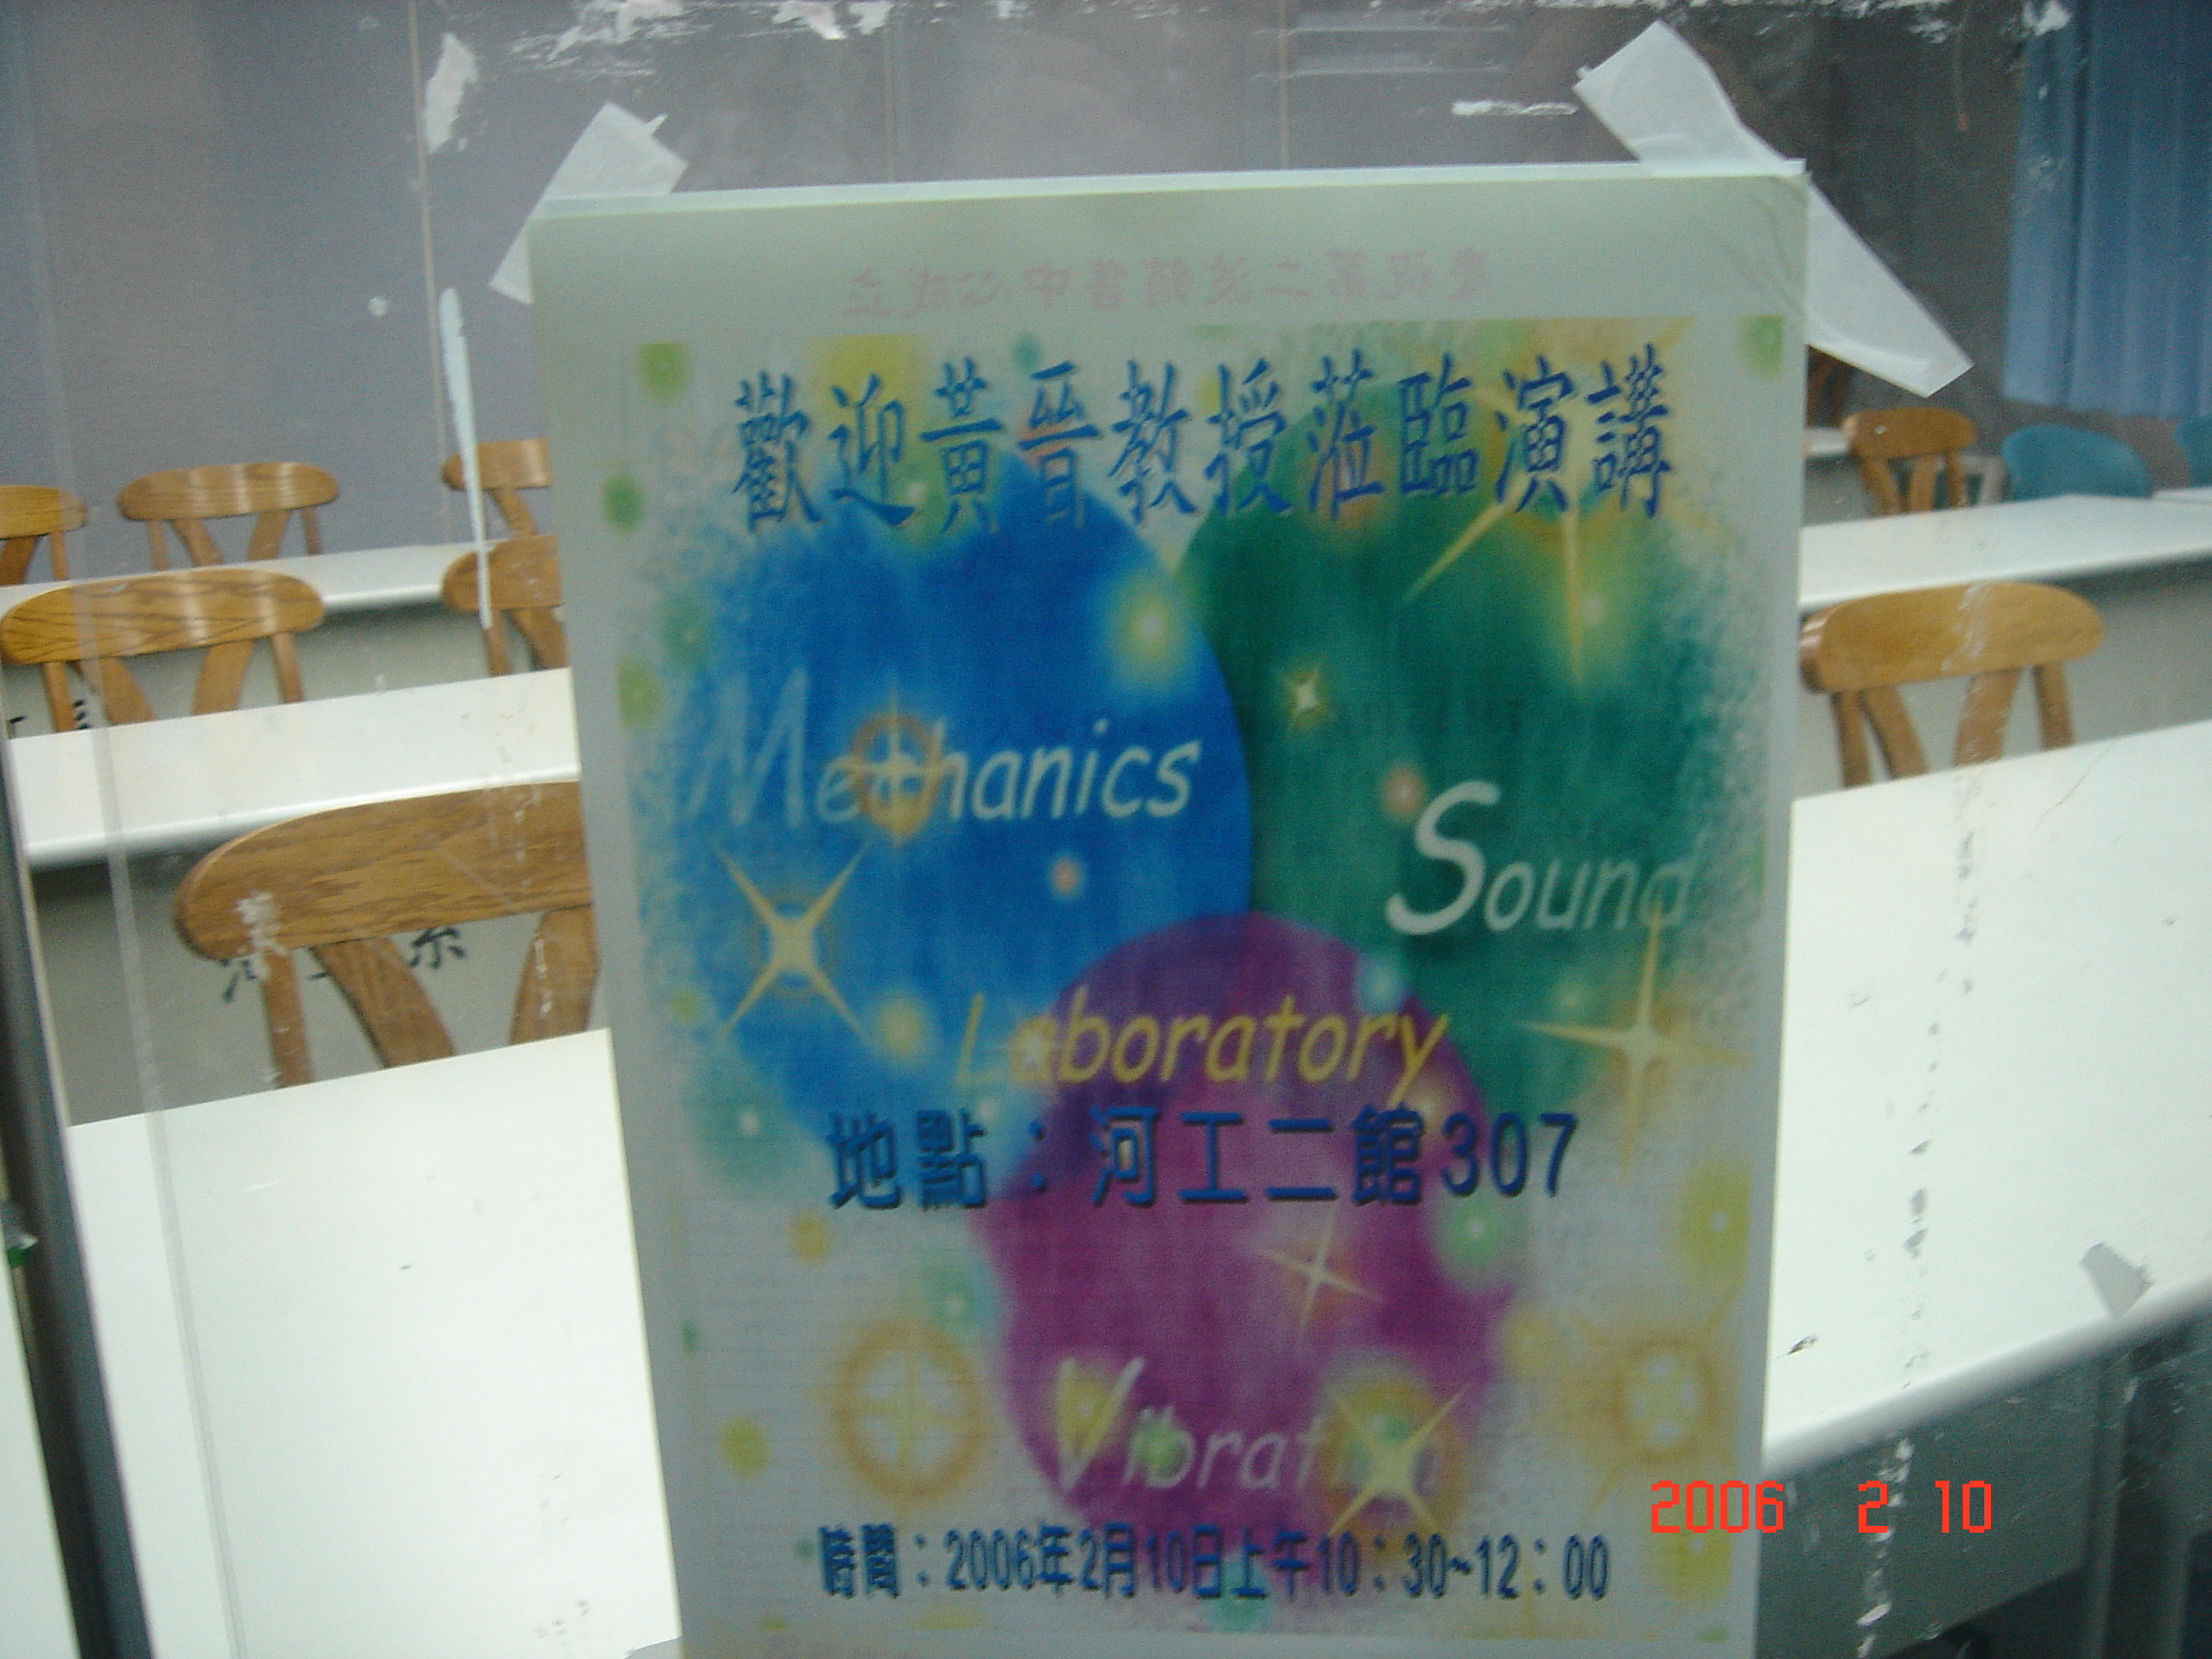 歡迎黃晉教授蒞臨演講
Mechanics
Sound
Laboratory
地點：河工二館307
Vibration
時間：2006年2月10日上午10：30~12：00
2006 2 10